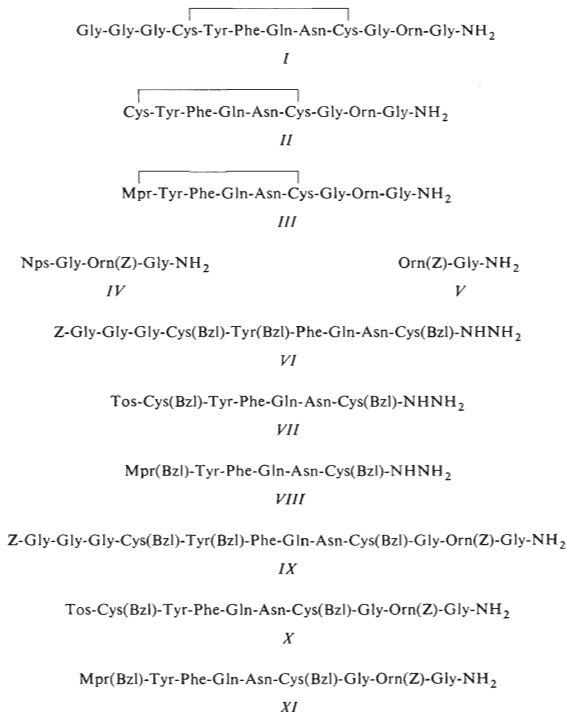 Gly-Gly-Gly-Cys-Tyr-Phe-Gln-Asn-Cys-Gly-Orn-Gly-NH2
I
Cys-Tyr-Phe-Gln-Asn-Cys-Gly-Orn-Gly-NH2
II
Mpr-Tyr-Phe-Gln-Asn-Cys-Gly-Orn-Gly-NH2
III
Nps-Gly-Orn(Z)-Gly-NH2 Orn(Z)-Gly-NH2
IV V
Z-Gly-Gly-Gly-Cys(Bzl)-Tyr(Bzl)-Phe-Gln-Asn-Cys(Bzl)-NHNH2
VI
Tos-Cys(Bzl)-Tyr-Phe-Gln-Asn-Cys(Bzl)-NHNH2
VII
Mpr(Bzl)-Tyr-Phe-Gln-Asn-Cys(Bzl)-NHNH2
VIII
Z-Gly-Gly-Gly-Cys(Bzl)-Tyr(Bzl)-Phe-Gln-Asn-Cys(Bzl)-Gly-Orn(Z)-Gly-NH2
IX
Tos-Cys(Bzl)-Tyr-Phe-Gln-Asn-Cys(Bzl)-Gly-Orn(Z)-Gly-NH2
X
Mpr(Bzl)-Tyr-Phe-Gln-Asn-Cys(Bzl)-Gly-Orn(Z)-Gly-NH2
XI